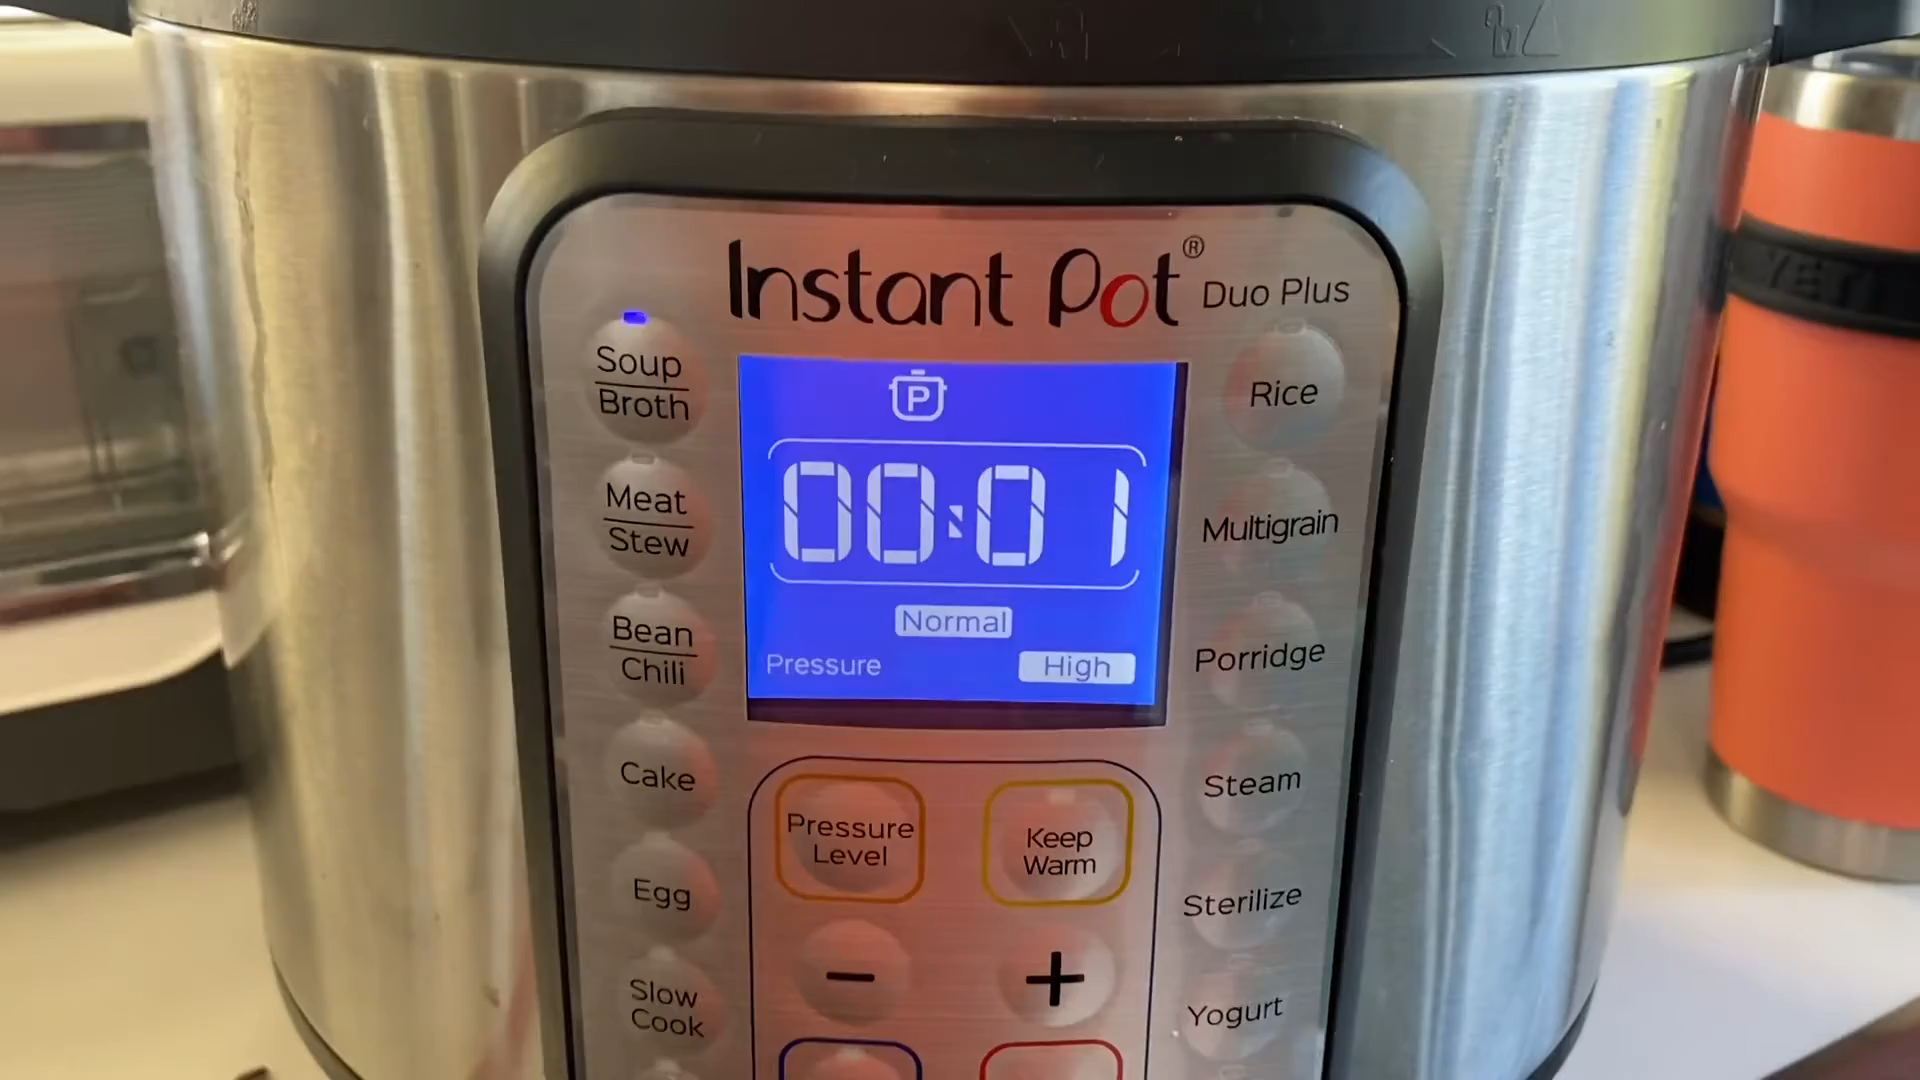 Instant Pot® Duo Plus
Soup
Broth
Meat
Stew
Bean
Chili
Cake
Egg
Slow
Cook
P
00:01
Normal
Pressure High
Pressure
Level
Keep
Warm
−
+
Rice
Multigrain
Porridge
Steam
Sterilize
Yogurt
YETI